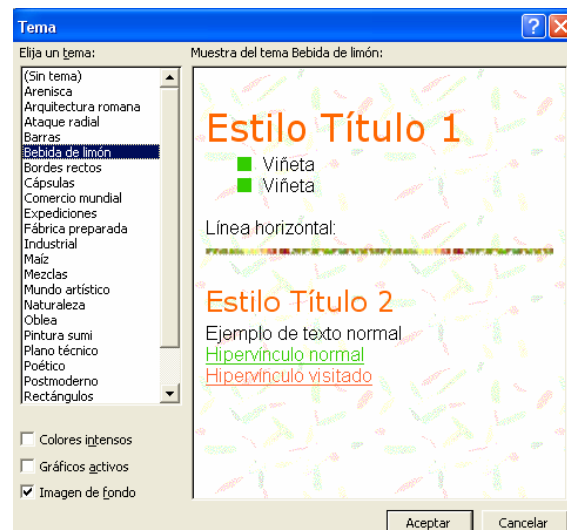 Tema
Elija un tema:
Muestra del tema Bebida de limón:
(Sin tema)
Arenisca
Arquitectura romana
Ataque radial
Barras
Bebida de limón
Bordes rectos
Cápsulas
Comercio mundial
Expediciones
Fábrica preparada
Industrial
Maíz
Mezclas
Mundo artístico
Naturaleza
Oblea
Pintura sumi
Plano técnico
Poético
Postmoderno
Rectángulos
Colores intensos
Gráficos activos
Imagen de fondo
Estilo Título 1
Viñeta
Viñeta
Línea horizontal:
Estilo Título 2
Ejemplo de texto normal
Hipervínculo normal
Hipervínculo visitado
Aceptar
Cancelar